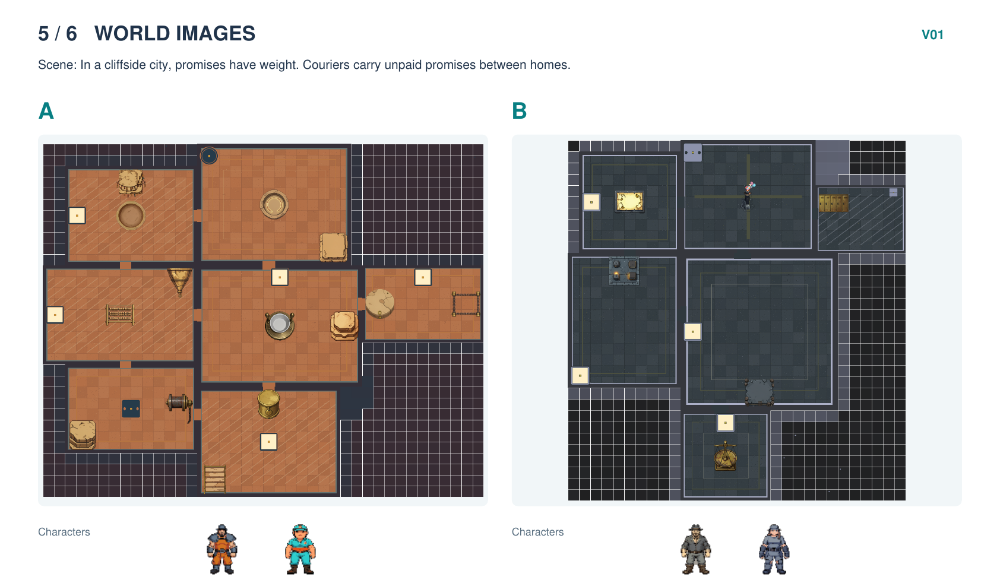 5 / 6 WORLD IMAGES
V01
Scene: In a cliffside city, promises have weight. Couriers carry unpaid promises between homes.
A
B
Characters
Characters